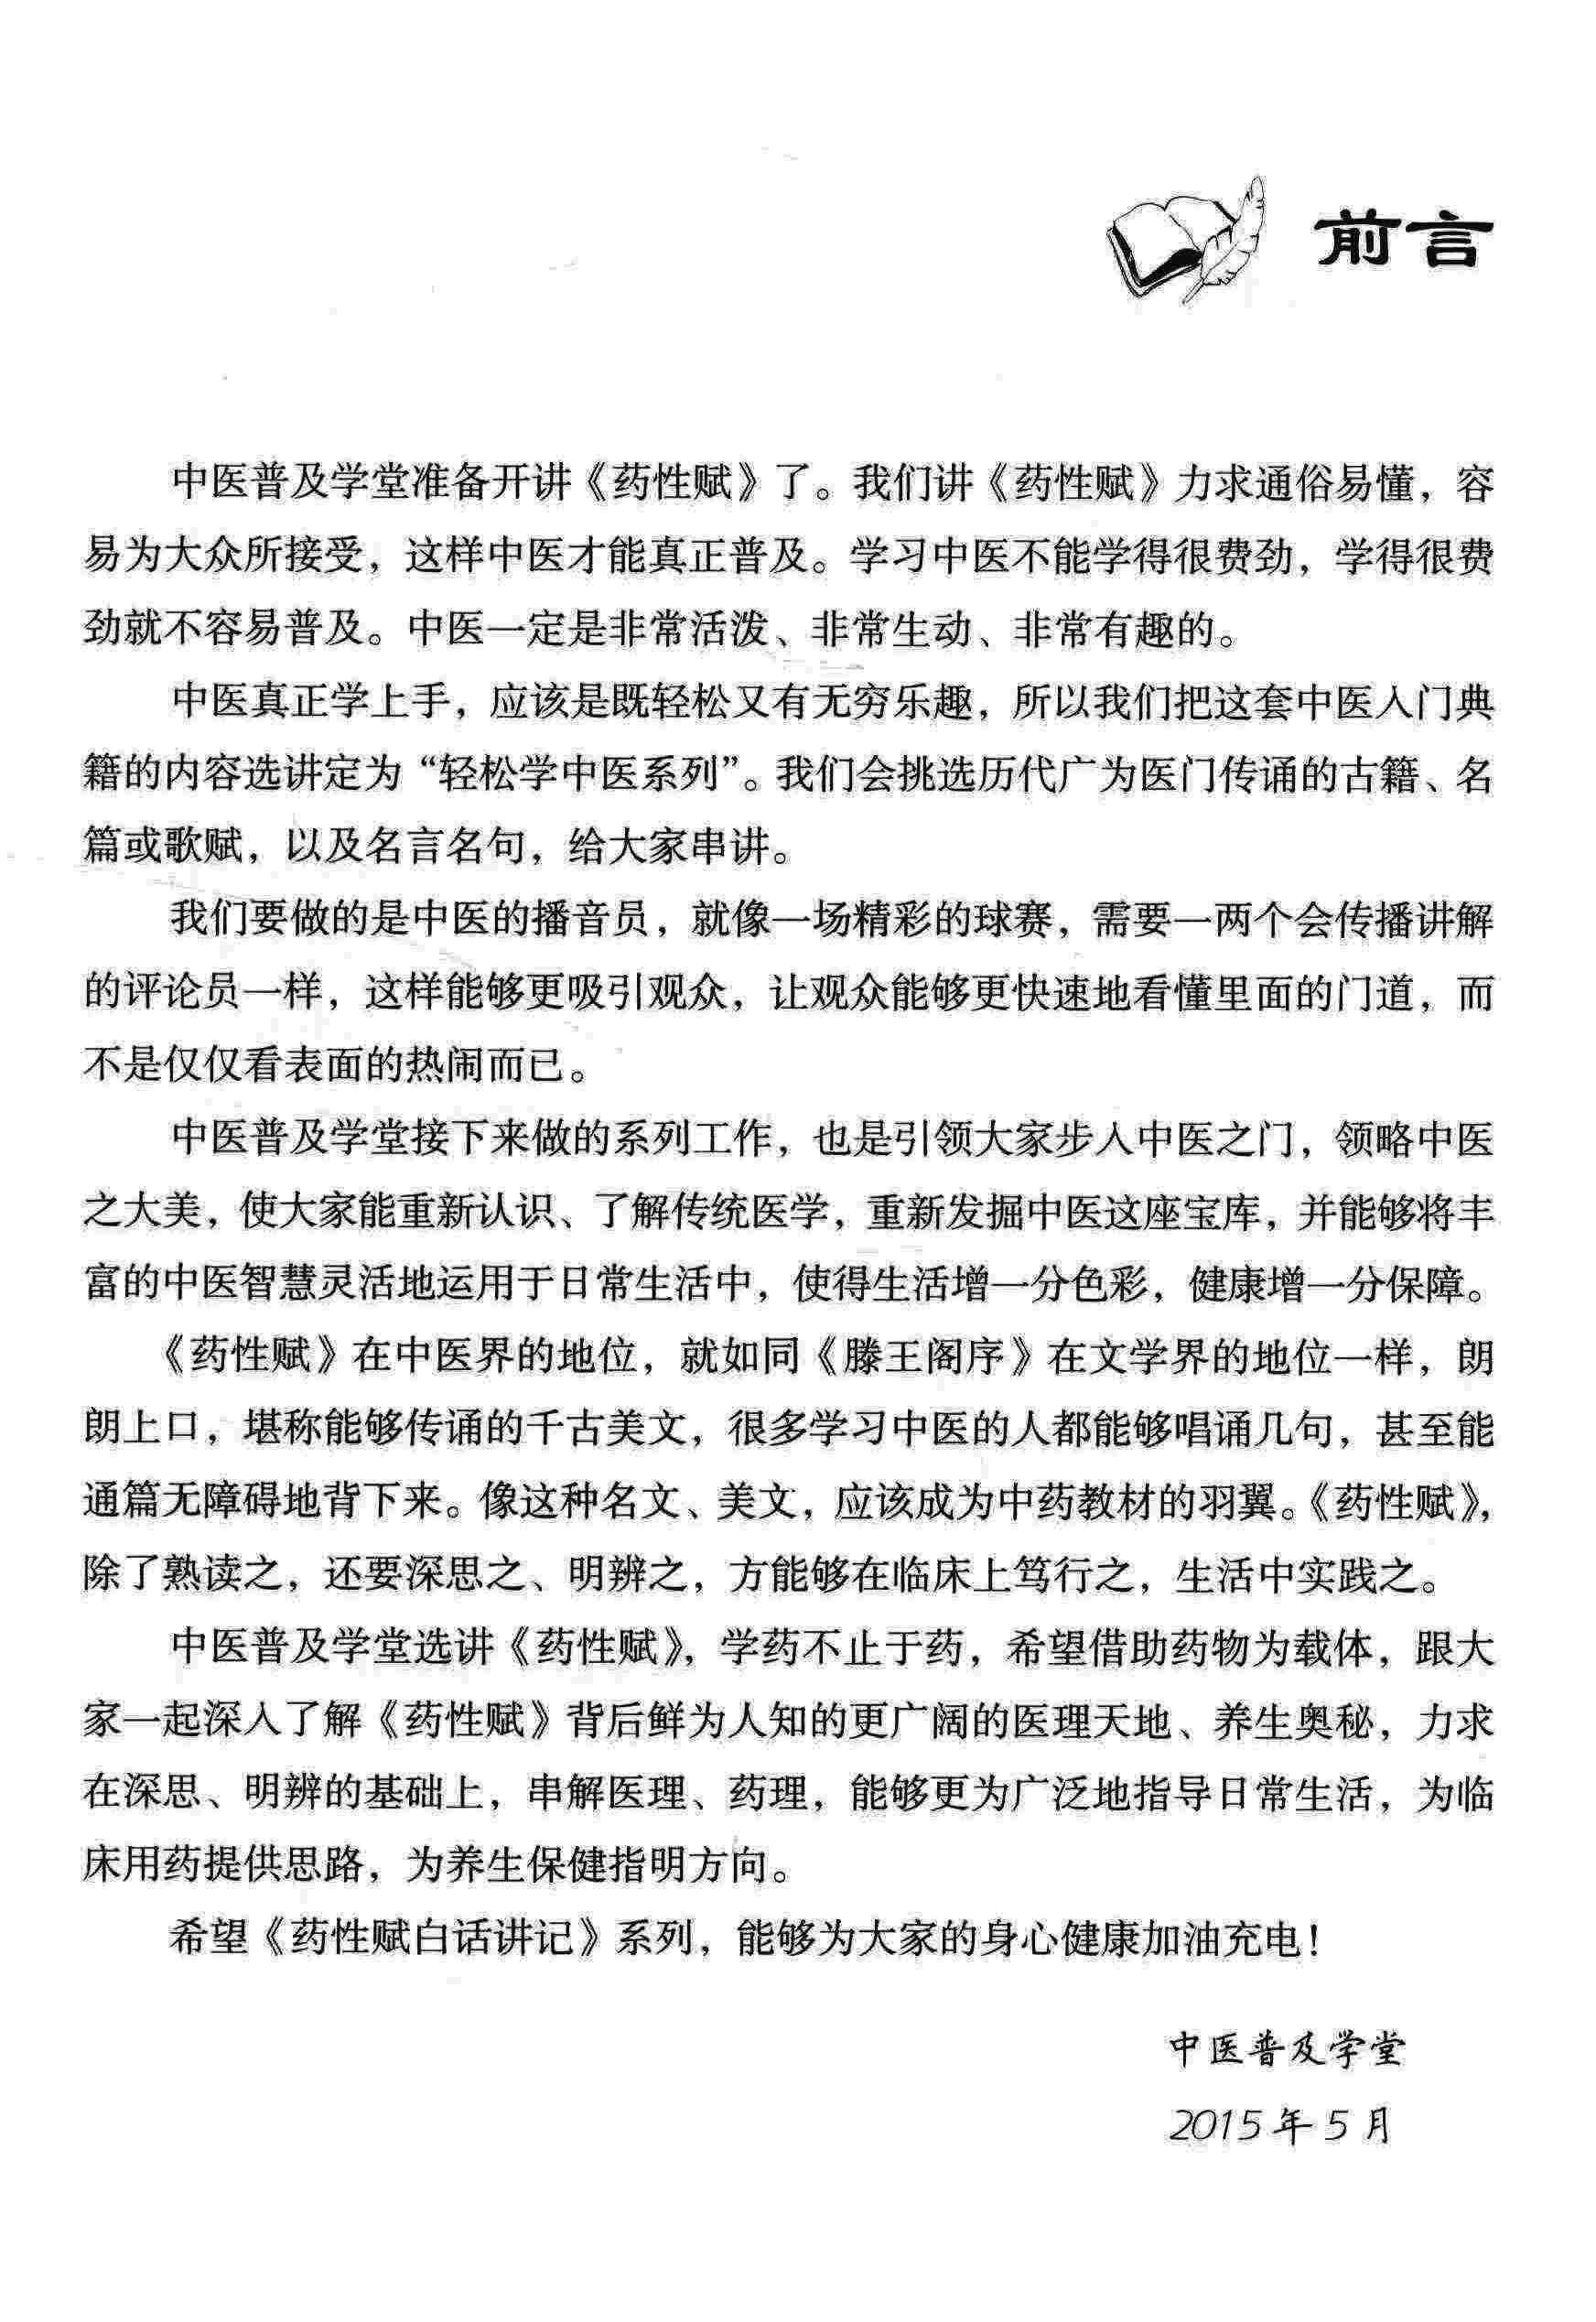 前言
中医普及学堂准备开讲《药性赋》了。我们讲《药性赋》力求通俗易懂，容
易为大众所接受，这样中医才能真正普及。学习中医不能学得很费劲，学得很费
劲就不容易普及。中医一定是非常活泼、非常生动、非常有趣的。
中医真正学上手，应该是既轻松又有无穷乐趣，所以我们把这套中医入门典
籍的内容选讲定为“轻松学中医系列”。我们会挑选历代广为医门传诵的古籍、名
篇或歌赋，以及名言名句，给大家串讲。
我们要做的是中医的播音员，就像一场精彩的球赛，需要一两个会传播讲解
的评论员一样，这样能够更吸引观众，让观众能够更快速地看懂里面的门道，而
不是仅仅看表面的热闹而已。
中医普及学堂接下来做的系列工作，也是引领大家步入中医之门，领略中医
之大美，使大家能重新认识、了解传统医学，重新发掘中医这座宝库，并能够将丰
富的中医智慧灵活地运用于日常生活中，使得生活增一分色彩，健康增一分保障。
《药性赋》在中医界的地位，就如同《滕王阁序》在文学界的地位一样，朗
朗上口，堪称能够传诵的千古美文，很多学习中医的人都能够唱诵几句，甚至能
通篇无障碍地背下来。像这种名文、美文，应该成为中药教材的羽翼。《药性赋》，
除了熟读之，还要深思之、明辨之，方能够在临床上笃行之，生活中实践之。
中医普及学堂选讲《药性赋》，学药不止于药，希望借助药物为载体，跟大
家一起深入了解《药性赋》背后鲜为人知的更广阔的医理天地、养生奥秘，力求
在深思、明辨的基础上，串解医理、药理，能够更为广泛地指导日常生活，为临
床用药提供思路，为养生保健指明方向。
希望《药性赋白话讲记》系列，能够为大家的身心健康加油充电！
中医普及学堂
2015年5月